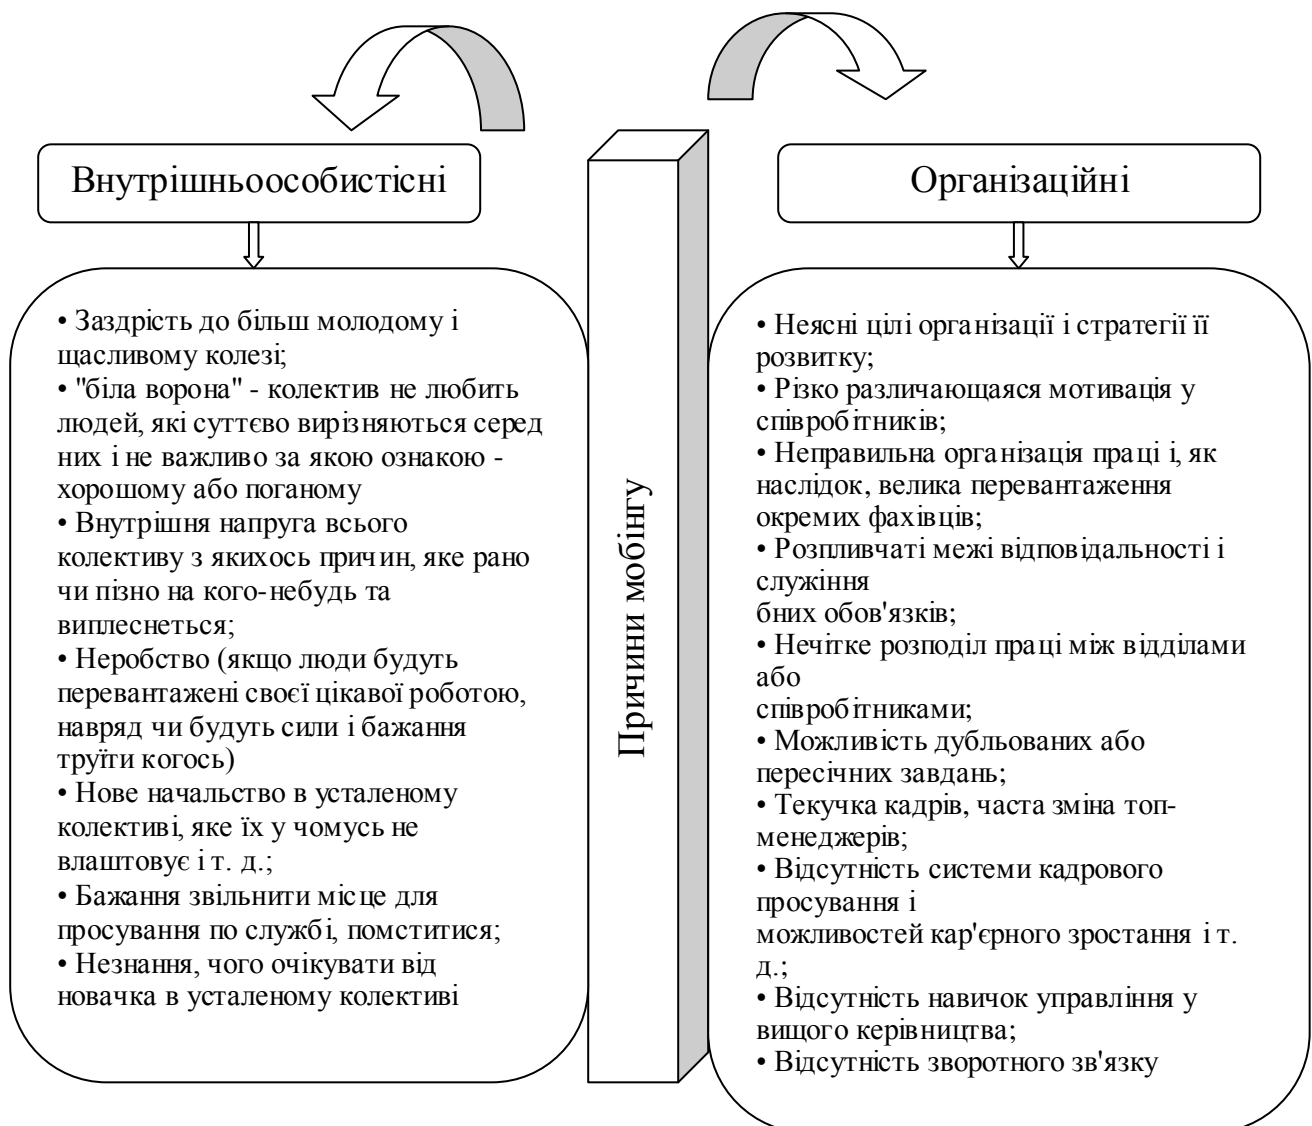 Внутрішньоособистісні
• Заздрість до більш молодому і
щасливому колезі;
• "біла ворона" - колектив не любить
людей, які суттєво вирізняються серед
них і не важливо за якою ознакою -
хорошому або поганому
• Внутрішня напруга всього
колективу з якихось причин, яке рано
чи пізно на кого-небудь та
виплеснеться;
• Неробство (якщо люди будуть
перевантажені своєї цікавої роботою,
навряд чи будуть сили і бажання
труїти когось)
• Нове начальство в усталеному
колективі, яке їх у чомусь не
влаштовує і т. д.;
• Бажання звільнити місце для
просування по службі, помститися;
• Незнання, чого очікувати від
новачка в усталеному колективі
Причини мобінгу
Організаційні
• Неясні цілі організації і стратегії її
розвитку;
• Різко различающаяся мотивація у
співробітників;
• Неправильна організація праці і, як
наслідок, велика перевантаження
окремих фахівців;
• Розпливчаті межі відповідальності і
служіння
бних обов'язків;
• Нечітке розподіл праці між відділами
або
співробітниками;
• Можливість дубльованих або
пересічних завдань;
• Текучка кадрів, часта зміна топ-
менеджерів;
• Відсутність системи кадрового
просування і
можливостей кар'єрного зростання і т.
д.;
• Відсутність навичок управління у
вищого керівництва;
• Відсутність зворотного зв'язку